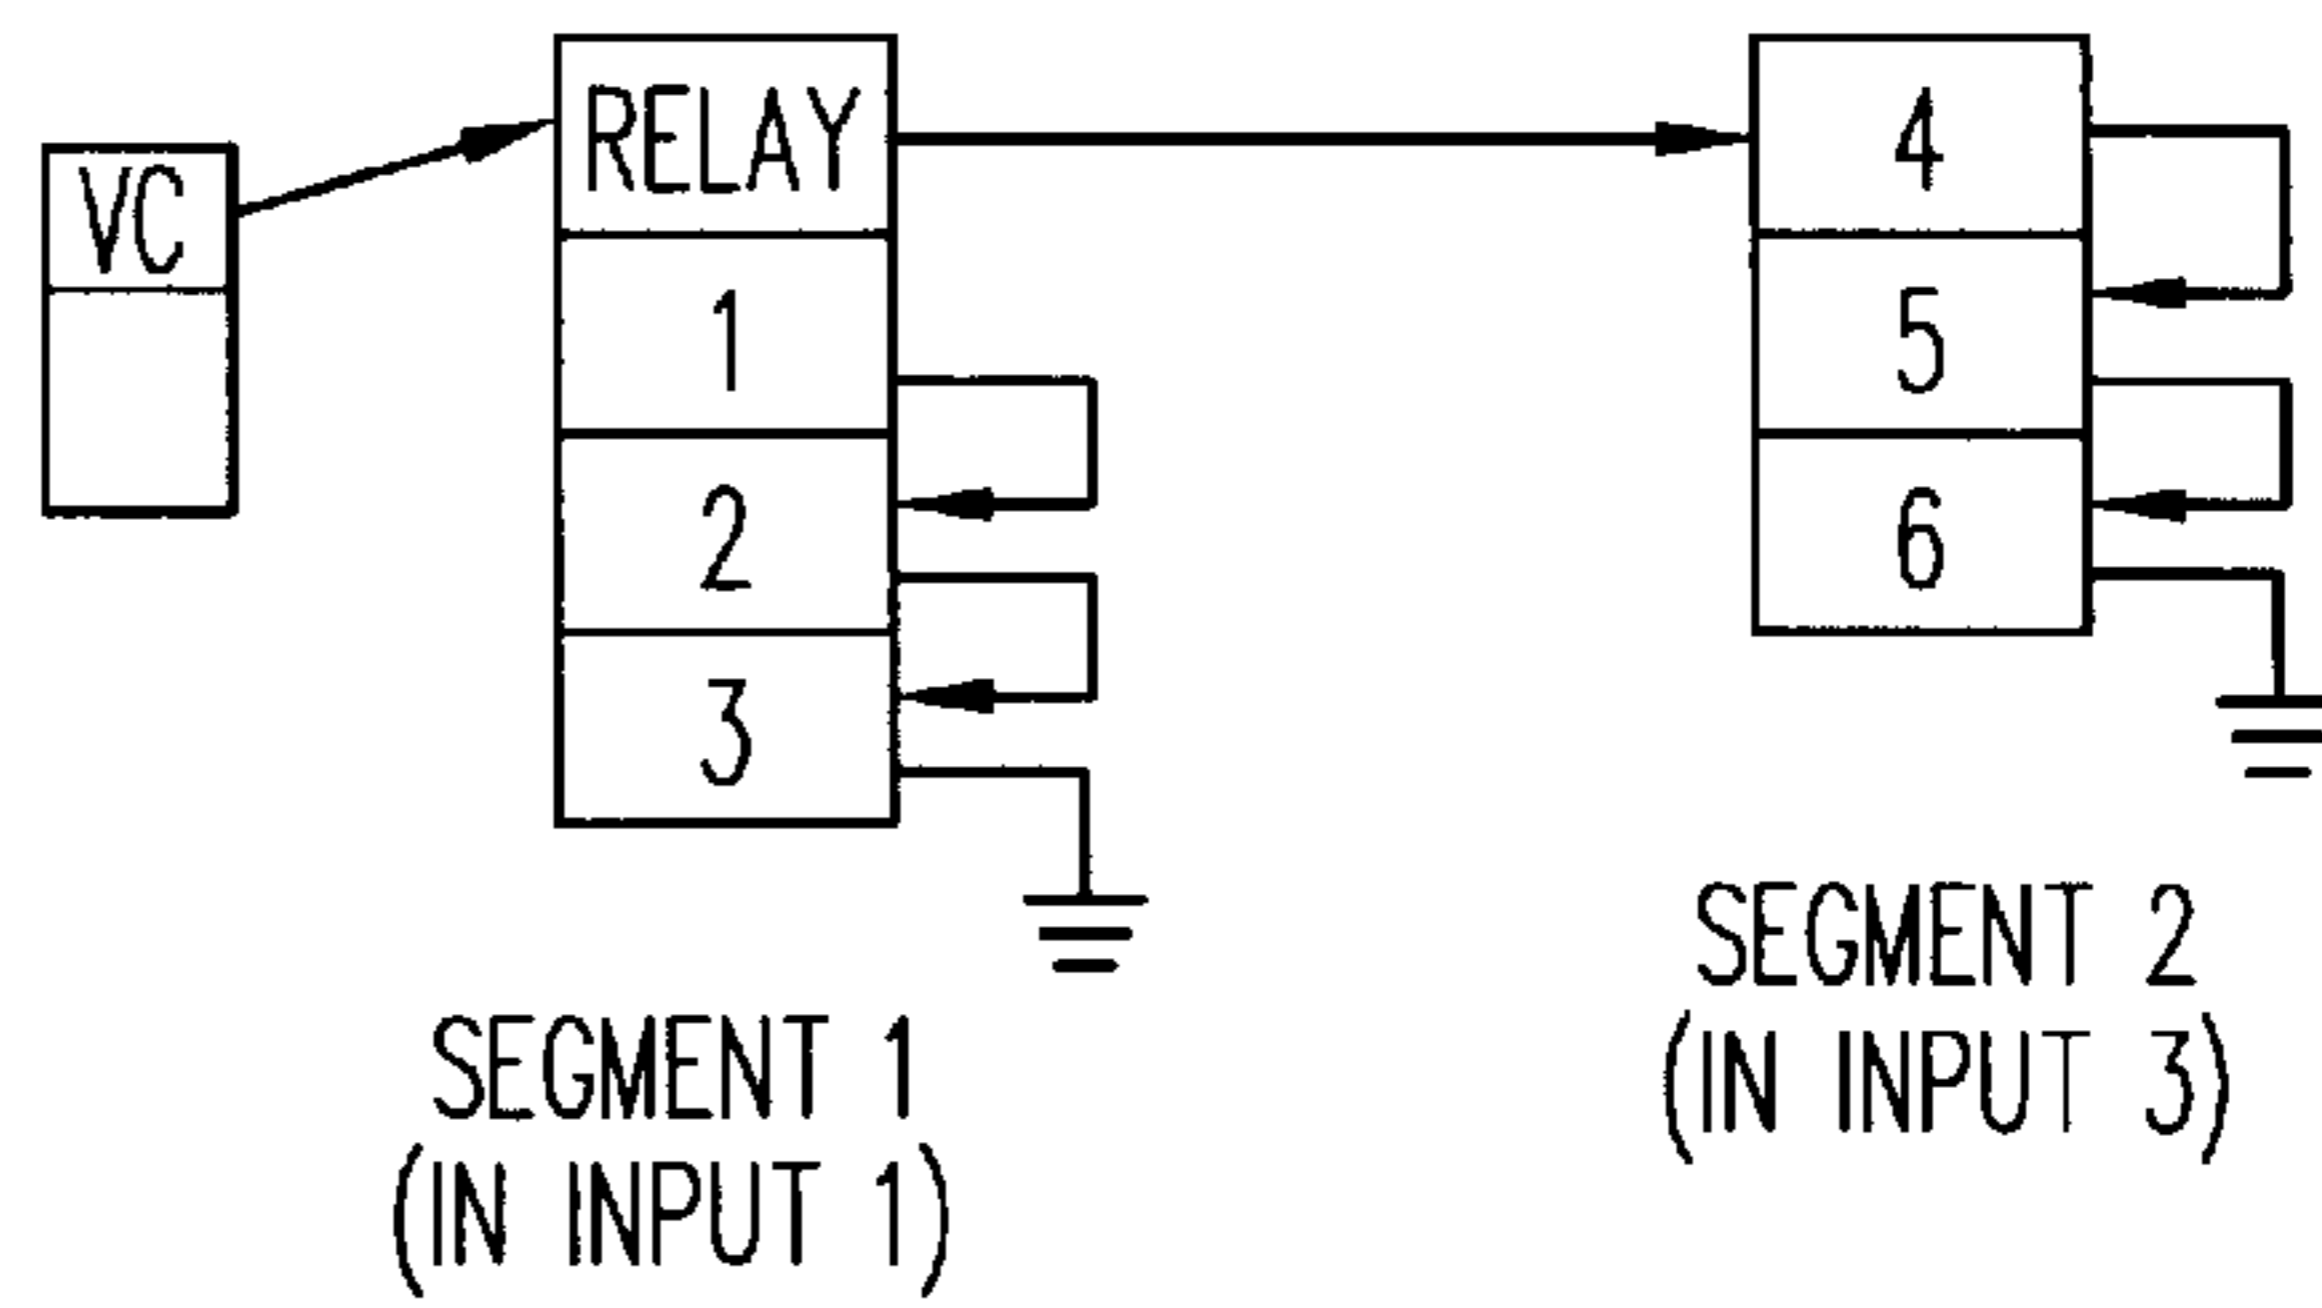 VC
RELAY
1
2
3
4
5
6
SEGMENT 1
(IN INPUT 1)
SEGMENT 2
(IN INPUT 3)